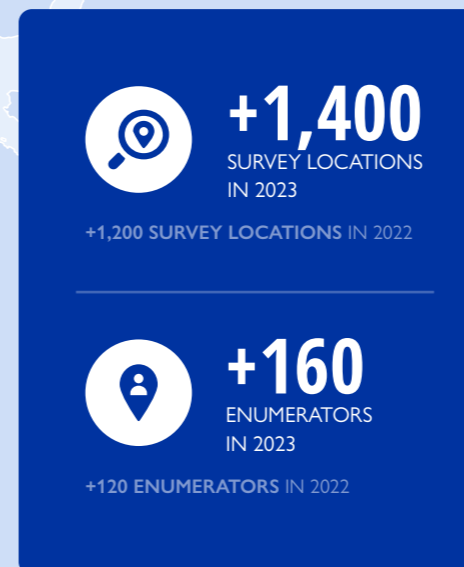 +1,400
SURVEY LOCATIONS
IN 2023
+1,200 SURVEY LOCATIONS IN 2022
+160
ENUMERATORS
IN 2023
+120 ENUMERATORS IN 2022